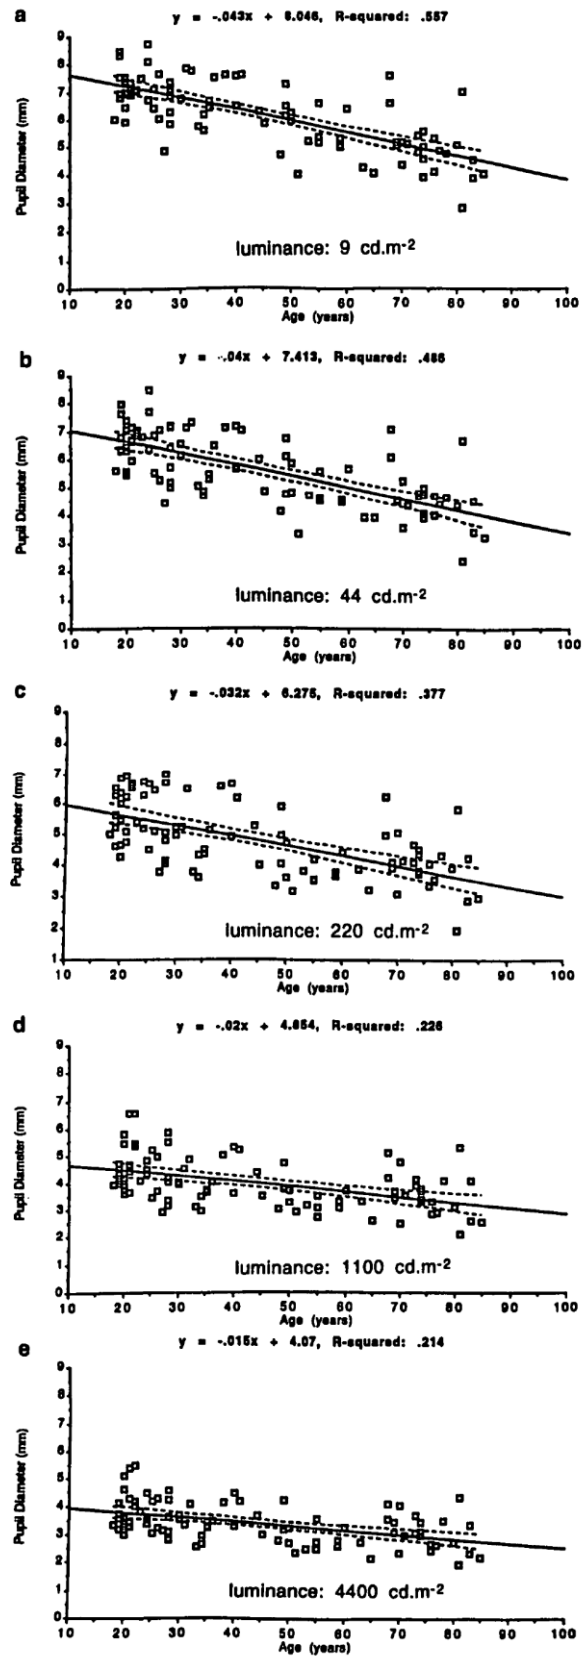 a
y = -.043x + 8.046, R-squared: .557
9
8
7
6
5
4
3
2
1
0
Pupil Diameter (mm)
luminance: 9 cd.m-2
10 20 30 40 50 60 70 80 90 100
Age (years)
b
y = -.04x + 7.413, R-squared: .486
9
8
7
6
5
4
3
2
1
0
Pupil Diameter (mm)
luminance: 44 cd.m-2
10 20 30 40 50 60 70 80 90 100
Age (years)
c
y = -.032x + 6.275, R-squared: .377
9
8
7
6
5
4
3
2
1
Pupil Diameter (mm)
luminance: 220 cd.m-2
10 20 30 40 50 60 70 80 90 100
Age (years)
d
y = -.02x + 4.854, R-squared: .226
9
8
7
6
5
4
3
2
1
0
Pupil Diameter (mm)
luminance: 1100 cd.m-2
10 20 30 40 50 60 70 80 90 100
Age (years)
e
y = -.015x + 4.07, R-squared: .214
9
8
7
6
5
4
3
2
1
0
Pupil Diameter (mm)
luminance: 4400 cd.m-2
10 20 30 40 50 60 70 80 90 100
Age (years)